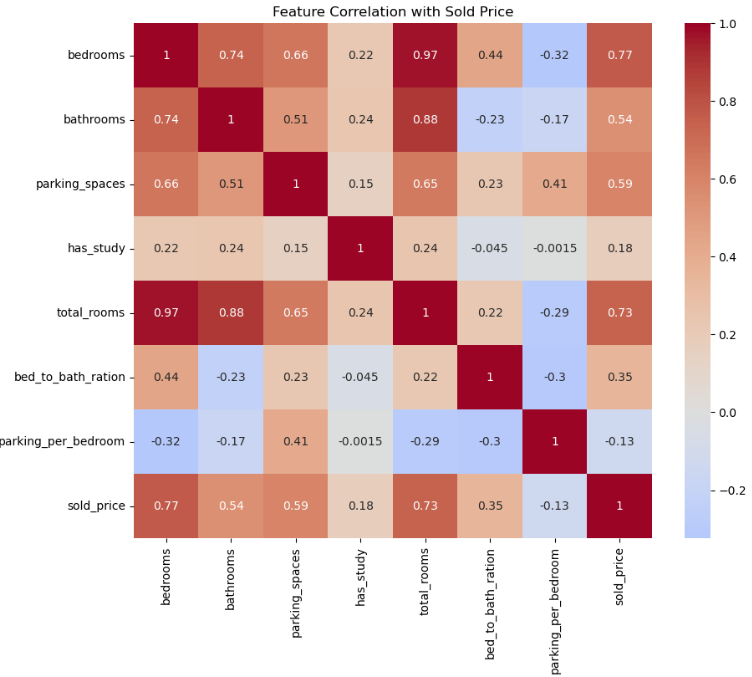 Feature Correlation with Sold Price
bedrooms 1 0.74 0.66 0.22 0.97 0.44 -0.32 0.77
bathrooms 0.74 1 0.51 0.24 0.88 -0.23 -0.17 0.54
parking_spaces 0.66 0.51 1 0.15 0.65 0.23 0.41 0.59
has_study 0.22 0.24 0.15 1 0.24 -0.045 -0.0015 0.18
total_rooms 0.97 0.88 0.65 0.24 1 0.22 -0.29 0.73
bed_to_bath_ration 0.44 -0.23 0.23 -0.045 0.22 1 -0.3 0.35
parking_per_bedroom -0.32 -0.17 0.41 -0.0015 -0.29 -0.3 1 -0.13
sold_price 0.77 0.54 0.59 0.18 0.73 0.35 -0.13 1
bedrooms
bathrooms
parking_spaces
has_study
total_rooms
bed_to_bath_ration
parking_per_bedroom
sold_price
1.0
0.8
0.6
0.4
0.2
0.0
−0.2